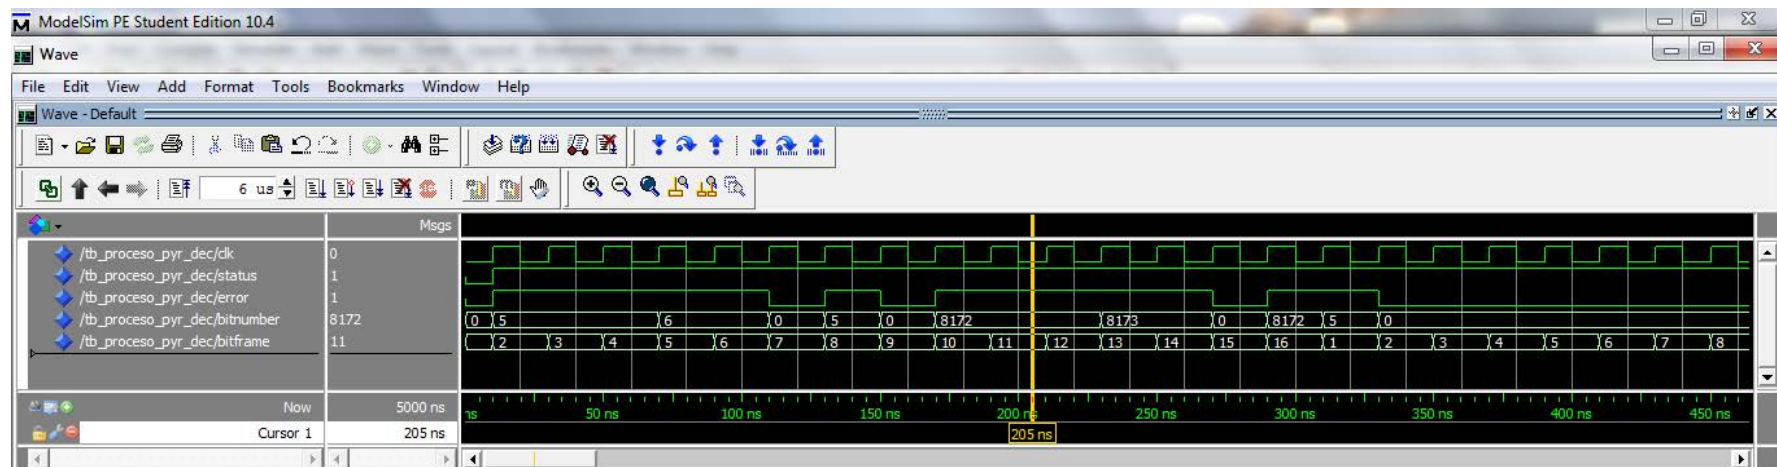 ModelSim PE Student Edition 10.4
Wave
File Edit View Add Format Tools Bookmarks Window Help
Wave - Default
6 us
Msgs
/tb_proceso_pyr_dec/clk 0
/tb_proceso_pyr_dec/status 1
/tb_proceso_pyr_dec/error 1
/tb_proceso_pyr_dec/bitnumber 8172 0 5 6 0 5 0 8172 8173 0 8172 5 0
/tb_proceso_pyr_dec/bitframe 11 2 3 4 5 6 7 8 9 10 11 12 13 14 15 16 1 2 3 4 5 6 7 8
Now 5000 ns ns 50 ns 100 ns 150 ns 200 ns 250 ns 300 ns 350 ns 400 ns 450 ns
Cursor 1 205 ns 205 ns